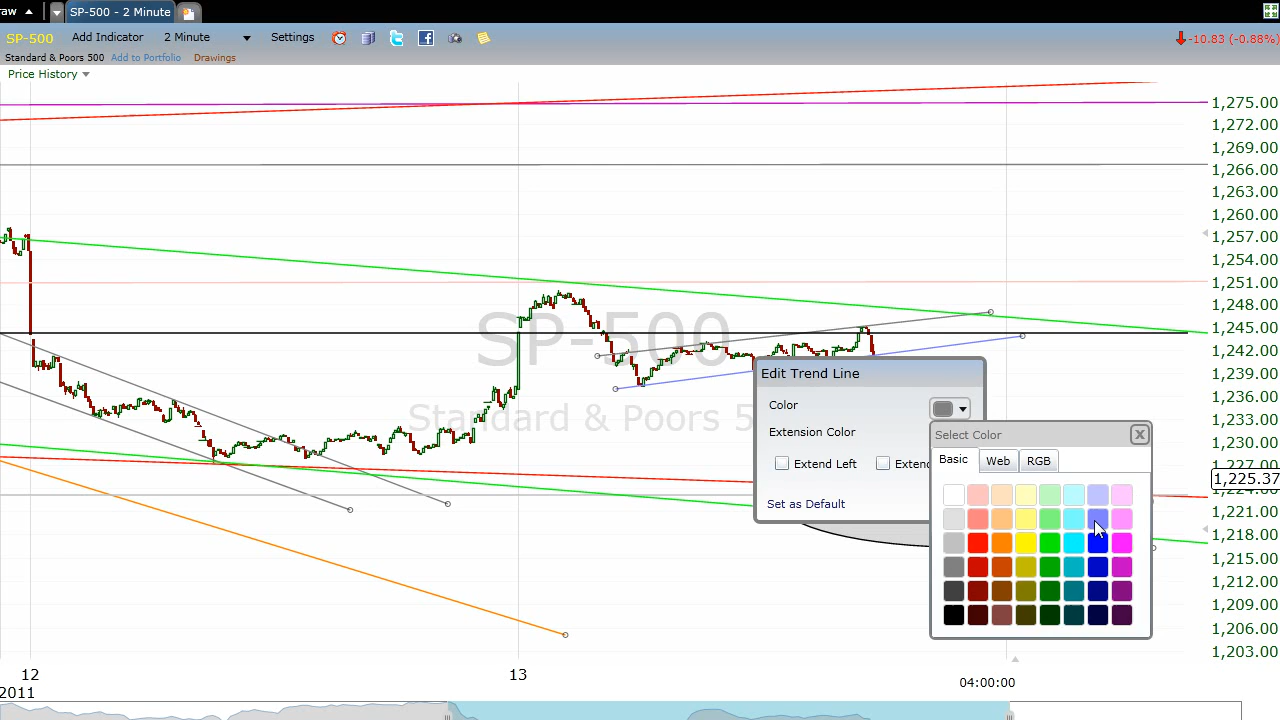 aw
SP-500 - 2 Minute
SP-500
Add Indicator
2 Minute
Settings
-10.83 (-0.88%)
Standard & Poors 500
Add to Portfolio
Drawings
Price History
1,275.00
1,272.00
1,269.00
1,266.00
1,263.00
1,260.00
1,257.00
1,254.00
1,251.00
1,248.00
1,245.00
1,242.00
1,239.00
1,236.00
1,233.00
1,230.00
1,227.00
1,225.37
1,224.00
1,221.00
1,218.00
1,215.00
1,212.00
1,209.00
1,206.00
1,203.00
SP-500
Standard & Poors 5
Edit Trend Line
Color
Extension Color
Extend Left
Extend
Set as Default
Select Color
X
Basic
Web
RGB
12
13
04:00:00
2011